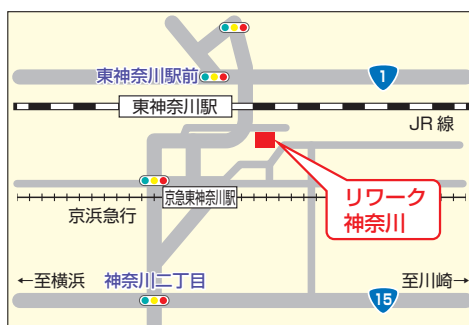 東神奈川駅前
1
東神奈川駅
JR線
京急東神奈川駅
リワーク
神奈川
京浜急行
←至横浜
神奈川二丁目
至川崎→
15